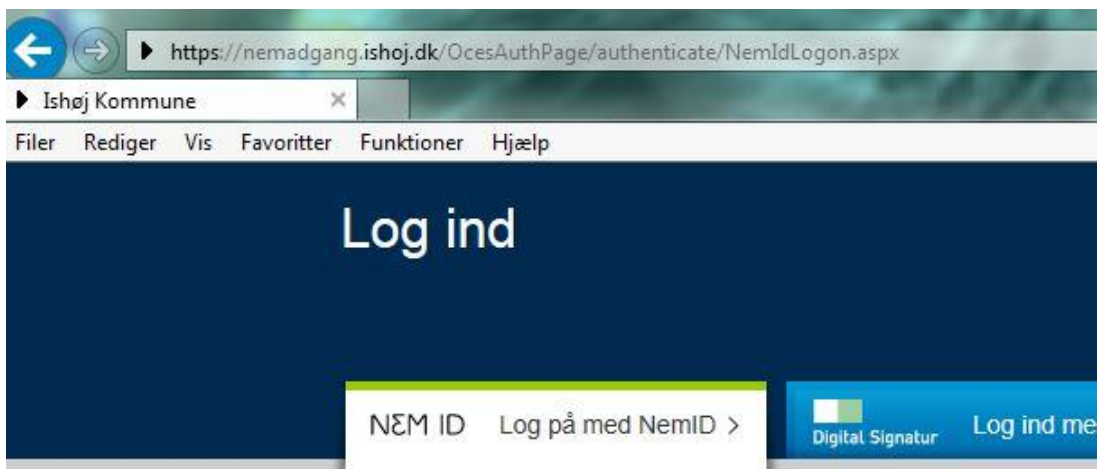 https://nemadgang.ishoj.dk/OcesAuthPage/authenticate/NemIdLogon.aspx
Ishøj Kommune
Filer Rediger Vis Favoritter Funktioner Hjælp
Log ind
NEM ID Log på med NemID >
Digital Signatur Log ind me